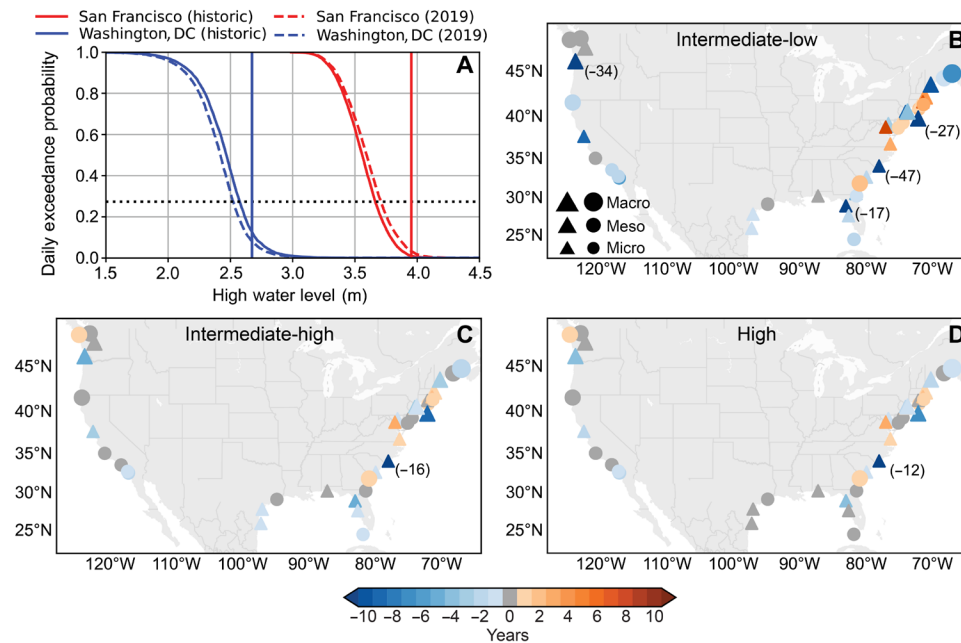 San Francisco (historic) San Francisco (2019)
Washington, DC (historic) Washington, DC (2019)
A
Daily exceedance probability
1.0
0.8
0.6
0.4
0.2
0.0
1.5 2.0 2.5 3.0 3.5 4.0 4.5
High water level (m)
Intermediate-low
B
45°N
40°N
35°N
30°N
25°N
(−34)
(−27)
(−47)
(−17)
Macro
Meso
Micro
120°W 110°W 100°W 90°W 80°W 70°W
Intermediate-high
C
45°N
40°N
35°N
30°N
25°N
(−16)
120°W 110°W 100°W 90°W 80°W 70°W
High
D
45°N
40°N
35°N
30°N
25°N
(−12)
120°W 110°W 100°W 90°W 80°W 70°W
−10 −8 −6 −4 −2 0 2 4 6 8 10
Years